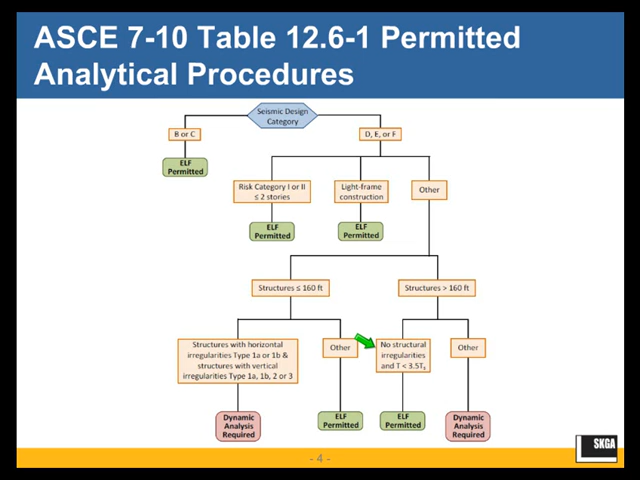 ASCE 7-10 Table 12.6-1 Permitted
Analytical Procedures
Seismic Design
Category
B or C
D, E, or F
ELF
Permitted
Risk Category I or II
≤ 2 stories
Light-frame
construction
Other
ELF
Permitted
ELF
Permitted
Structures ≤ 160 ft
Structures > 160 ft
Structures with horizontal
irregularities Type 1a or 1b &
structures with vertical
irregularities Type 1a, 1b, 2 or 3
Other
No structural
irregularities
and T < 3.5Ts
Other
Dynamic
Analysis
Required
ELF
Permitted
ELF
Permitted
Dynamic
Analysis
Required
- 4 -
SKGA